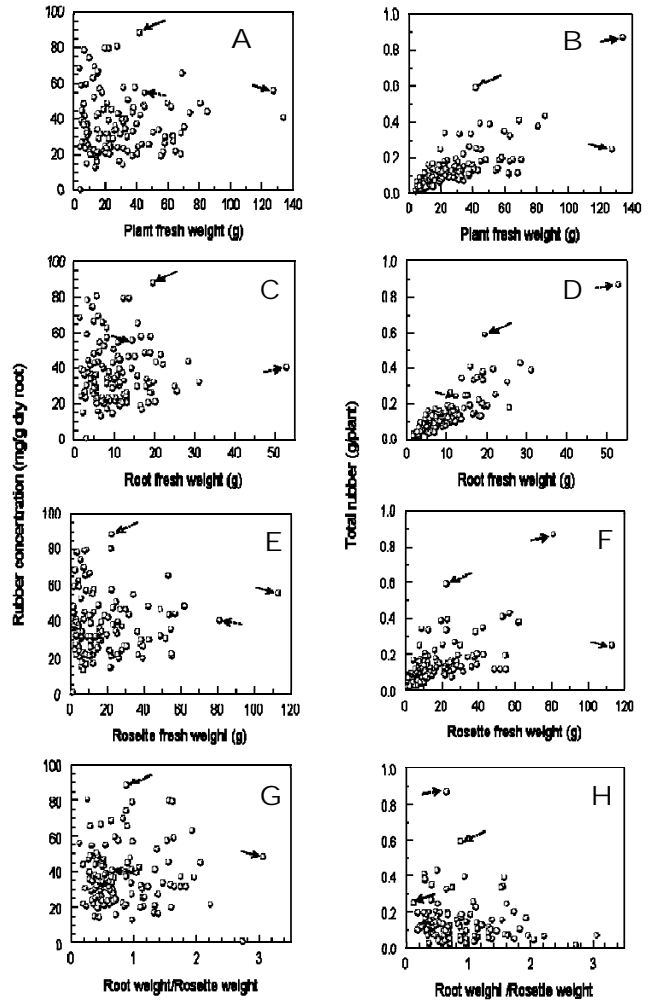 A
100
80
60
40
20
0
0 20 40 60 80 100 120 140
Plant fresh weight (g)
B
1.0
0.8
0.6
0.4
0.2
0.0
0 20 40 60 80 100 120 140
Plant fresh weight (g)
C
100
80
60
40
20
0
0 10 20 30 40 50
Root fresh weight (g)
D
1.0
0.8
0.6
0.4
0.2
0.0
0 10 20 30 40 50
Root fresh weight (g)
Rubber concentration (mg/g dry root)
Total rubber (g/plant)
E
100
80
60
40
20
0
0 20 40 60 80 100 120
Rosette fresh weight (g)
F
1.0
0.8
0.6
0.4
0.2
0.0
0 20 40 60 80 100 120
Rosette fresh weight (g)
G
100
80
60
40
20
0
0 1 2 3
Root weight/Rosette weight
H
1.0
0.8
0.6
0.4
0.2
0.0
0 1 2 3
Root weight /Rosette weight